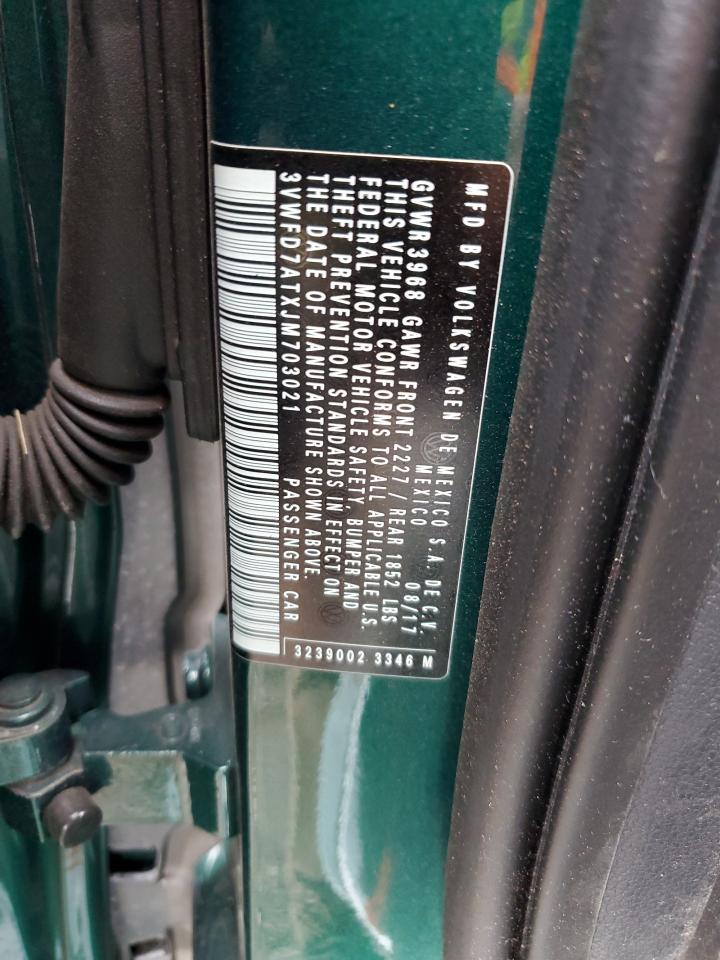 MFD BY VOLKSWAGEN DE MEXICO S.A. DE C.V.
MEXICO 08/17
GVWR 3968 GAWR FRONT 2227 / REAR 1852 LBS
THIS VEHICLE CONFORMS TO ALL APPLICABLE U.S.
FEDERAL MOTOR VEHICLE SAFETY, BUMPER AND
THEFT PREVENTION STANDARDS IN EFFECT ON
THE DATE OF MANUFACTURE SHOWN ABOVE.
3VWFD7ATXJM703021 PASSENGER CAR
3239002 3346 M